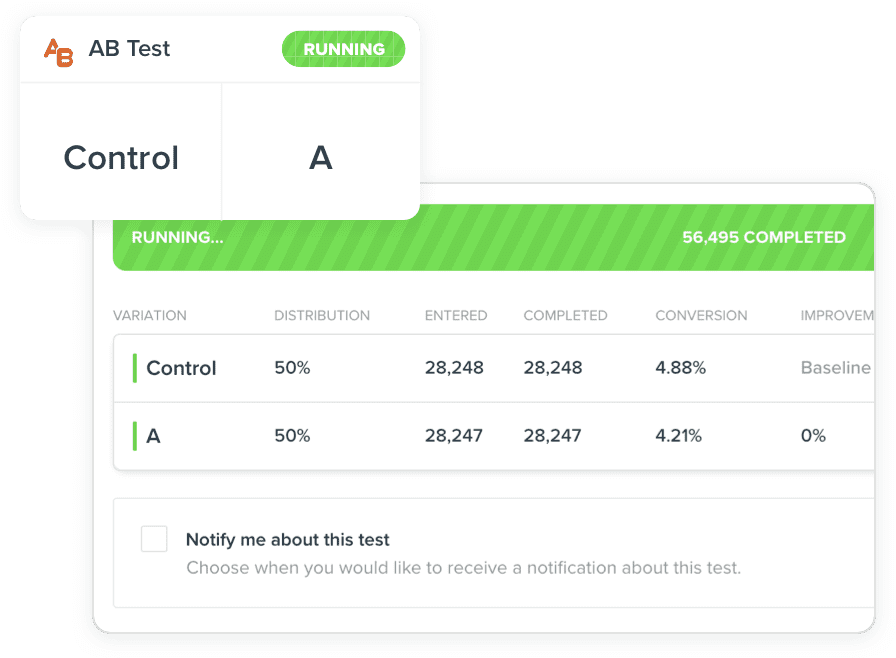 AB AB Test RUNNING
Control A
RUNNING... 56,495 COMPLETED
VARIATION DISTRIBUTION ENTERED COMPLETED CONVERSION IMPROVEM
Control 50% 28,248 28,248 4.88% Baseline
A 50% 28,247 28,247 4.21% 0%
Notify me about this test
Choose when you would like to receive a notification about this test.